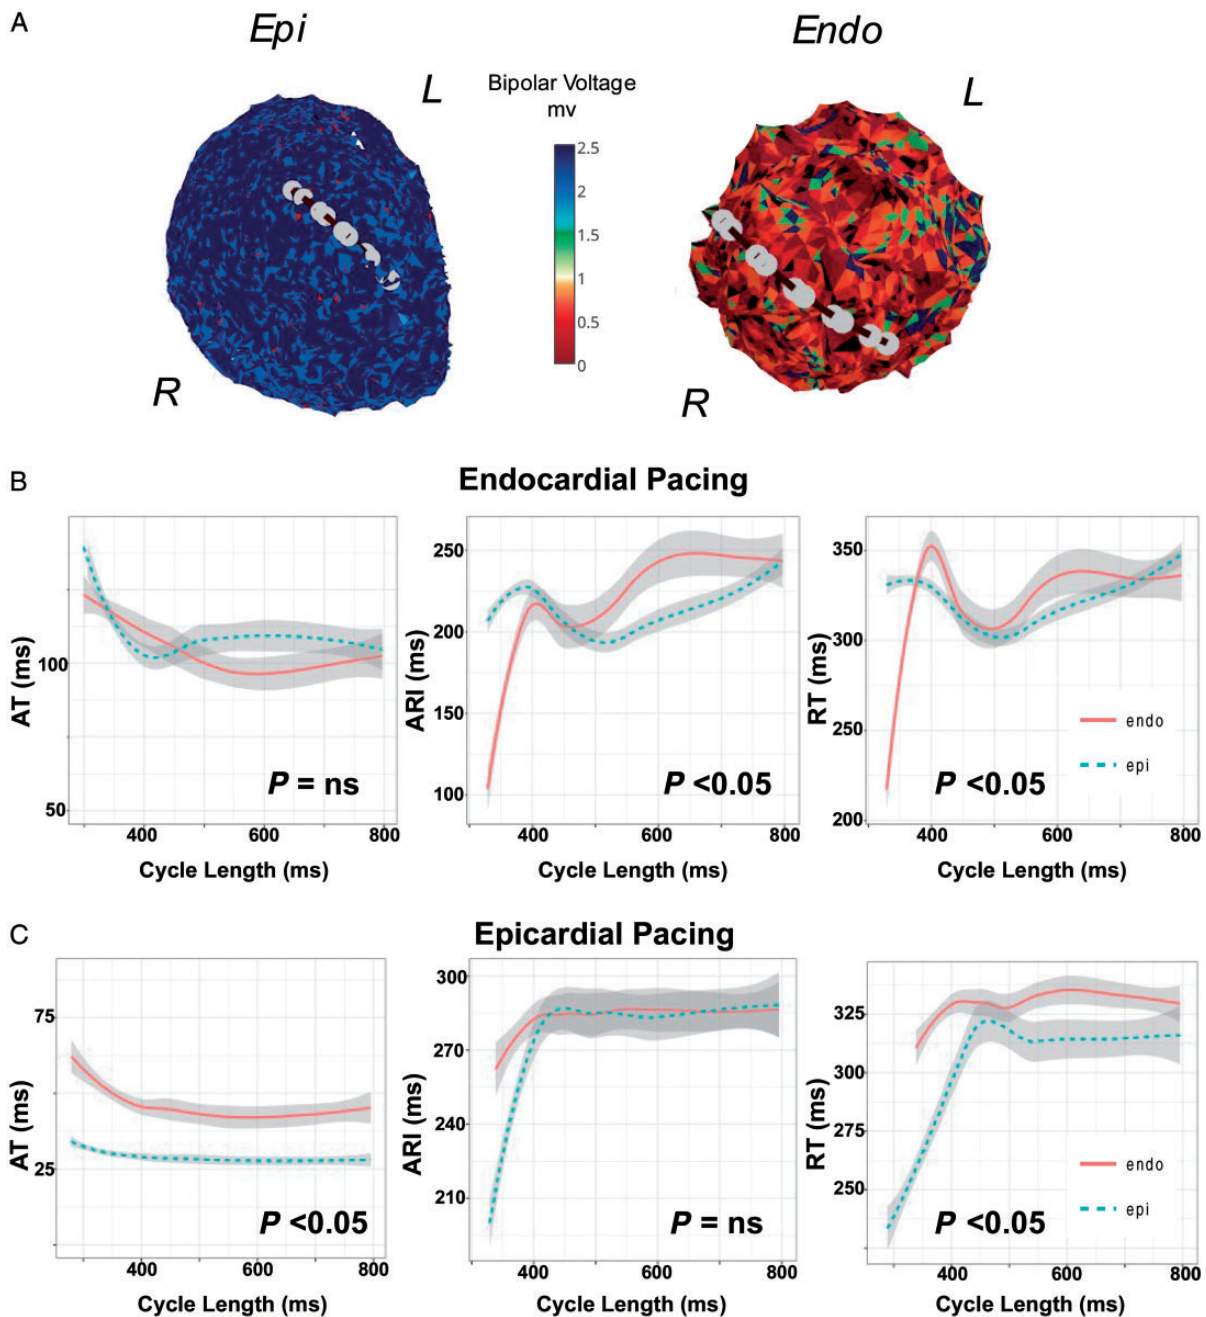 A
Epi
Endo
L
Bipolar Voltage
mv
L
2.5
2
1.5
1
0.5
0
R
R
B
Endocardial Pacing
AT (ms)
100
50
400 600 800
Cycle Length (ms)
P = ns
ARI (ms)
250
200
150
100
400 600 800
Cycle Length (ms)
P <0.05
RT (ms)
350
300
250
200
400 600 800
Cycle Length (ms)
P <0.05
endo
epi
C
Epicardial Pacing
AT (ms)
75
25
400 600 800
Cycle Length (ms)
P <0.05
ARI (ms)
300
270
240
210
400 600 800
Cycle Length (ms)
P = ns
RT (ms)
325
300
275
250
400 600 800
Cycle Length (ms)
P <0.05
endo
epi